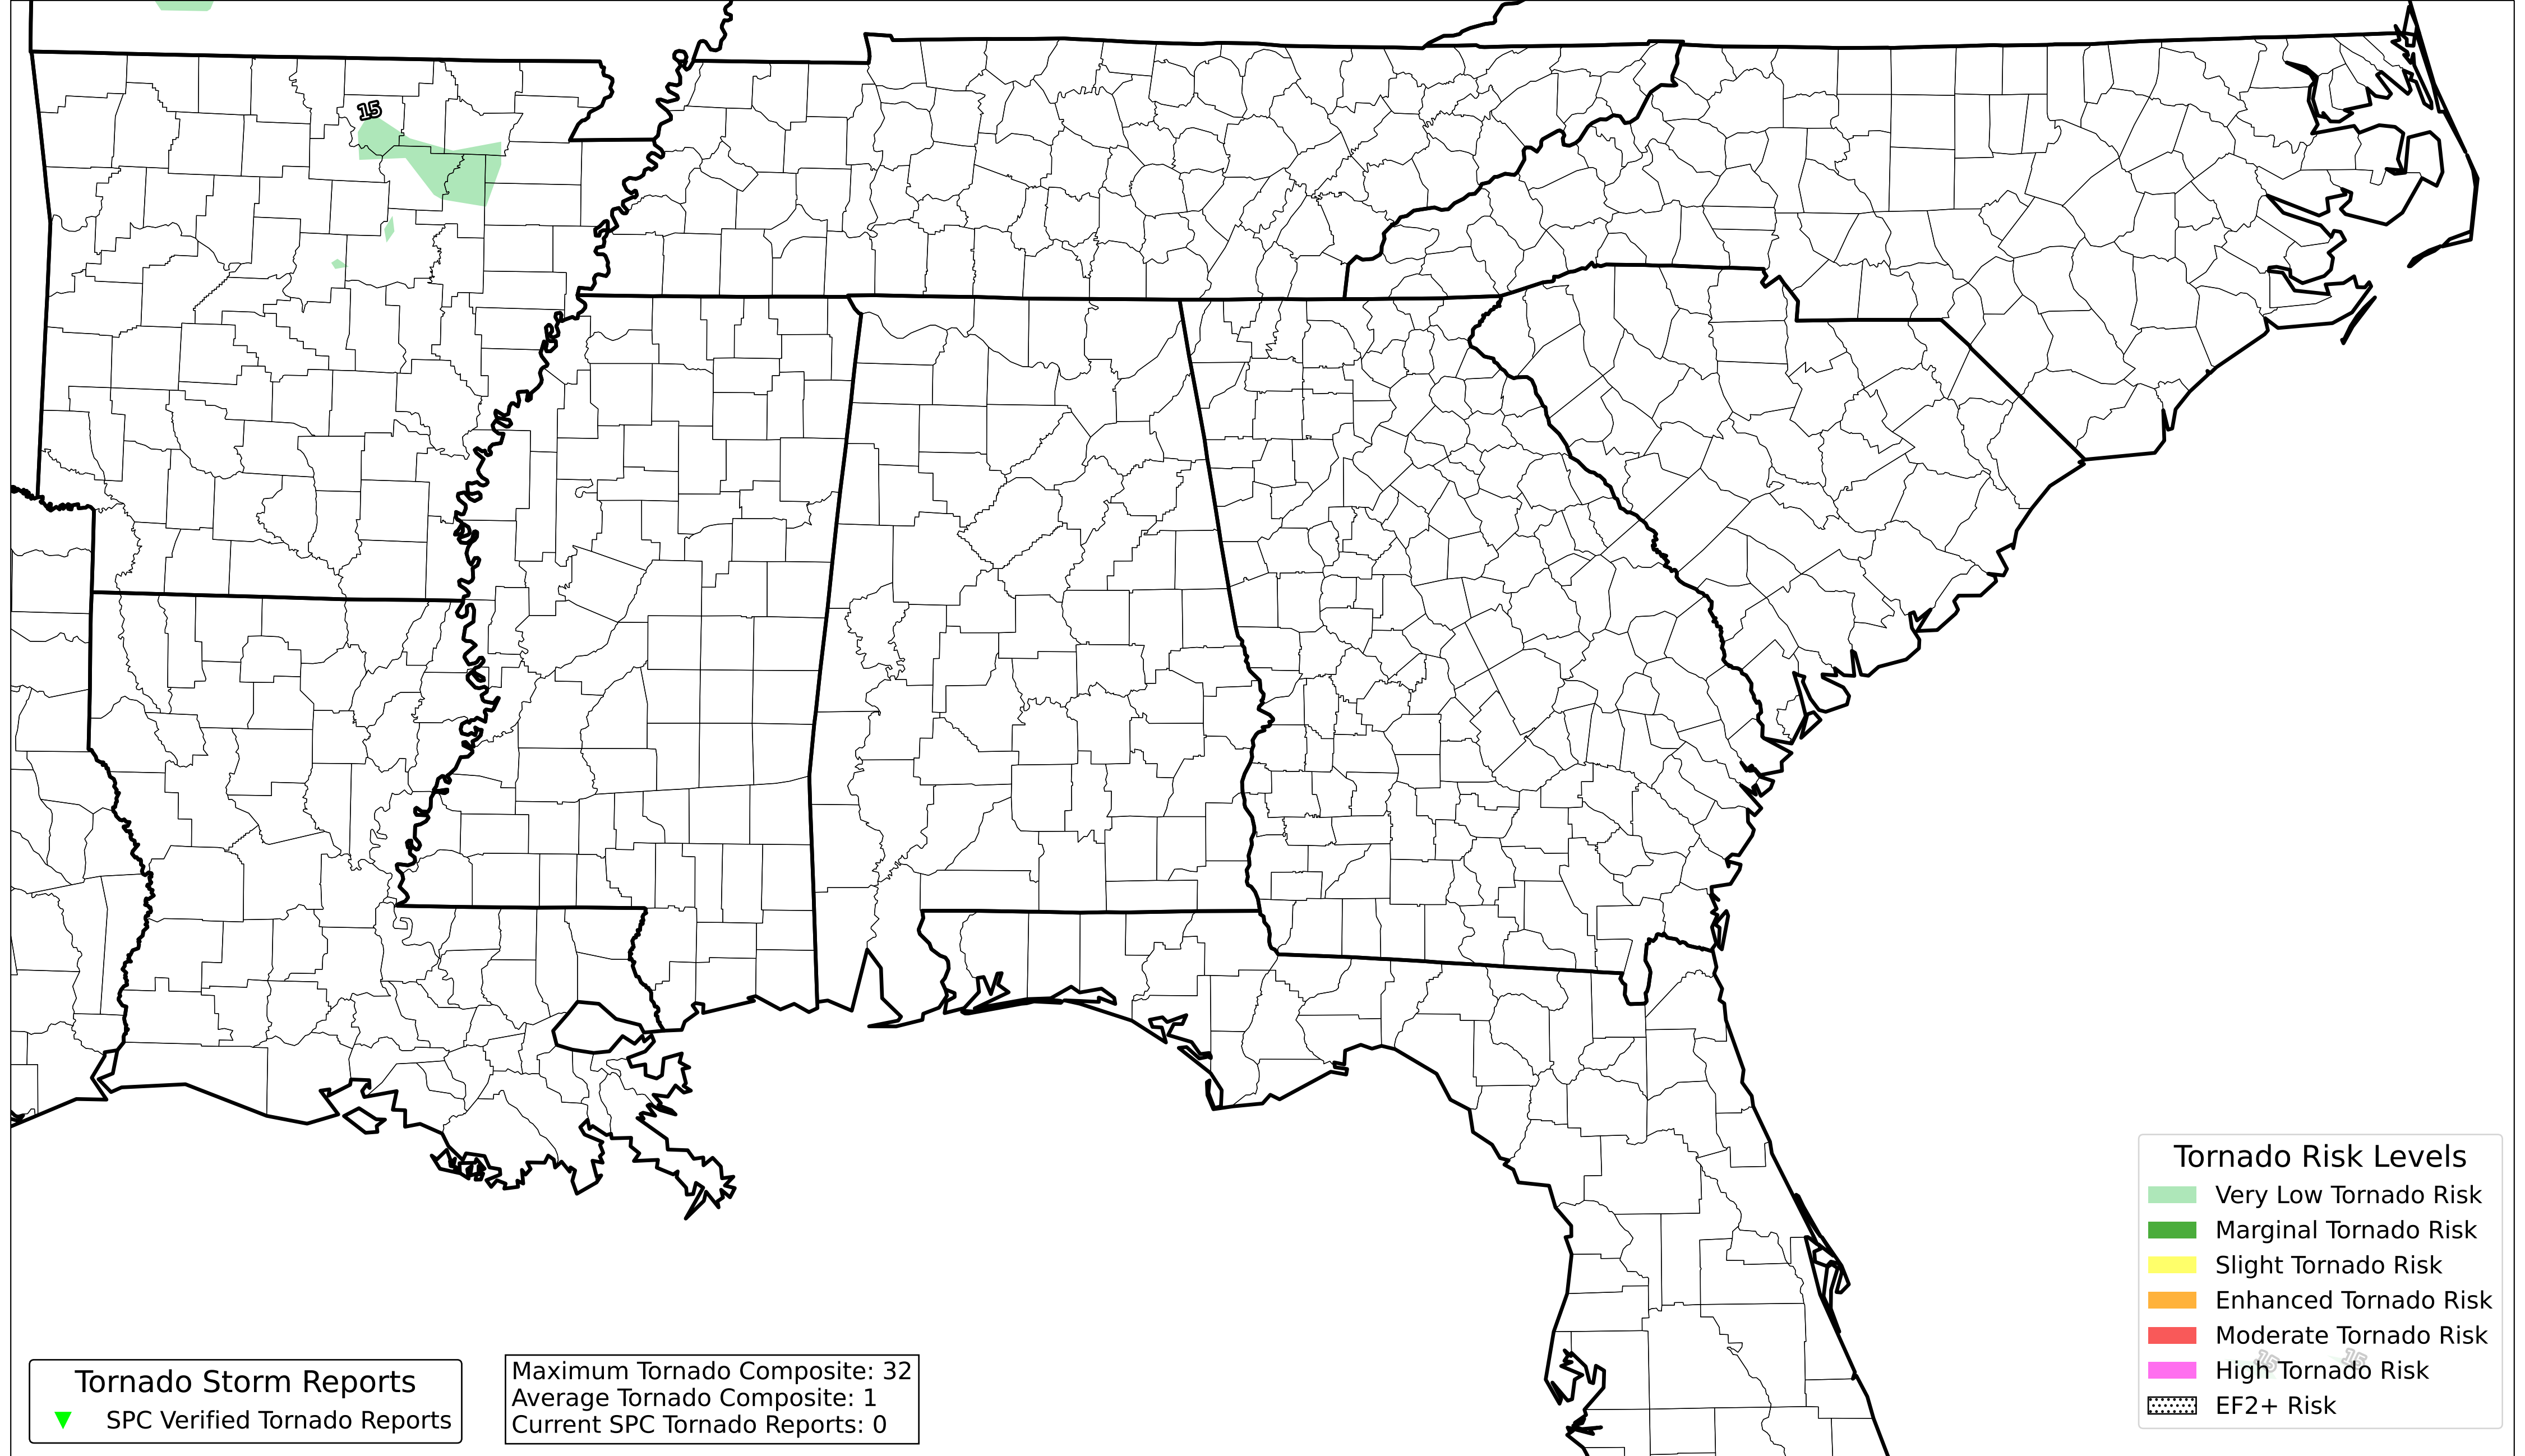 15
Tornado Risk Levels
Very Low Tornado Risk
Marginal Tornado Risk
Slight Tornado Risk
Enhanced Tornado Risk
Moderate Tornado Risk
15 15
High Tornado Risk
EF2+ Risk
Tornado Storm Reports
SPC Verified Tornado Reports
Maximum Tornado Composite: 32
Average Tornado Composite: 1
Current SPC Tornado Reports: 0